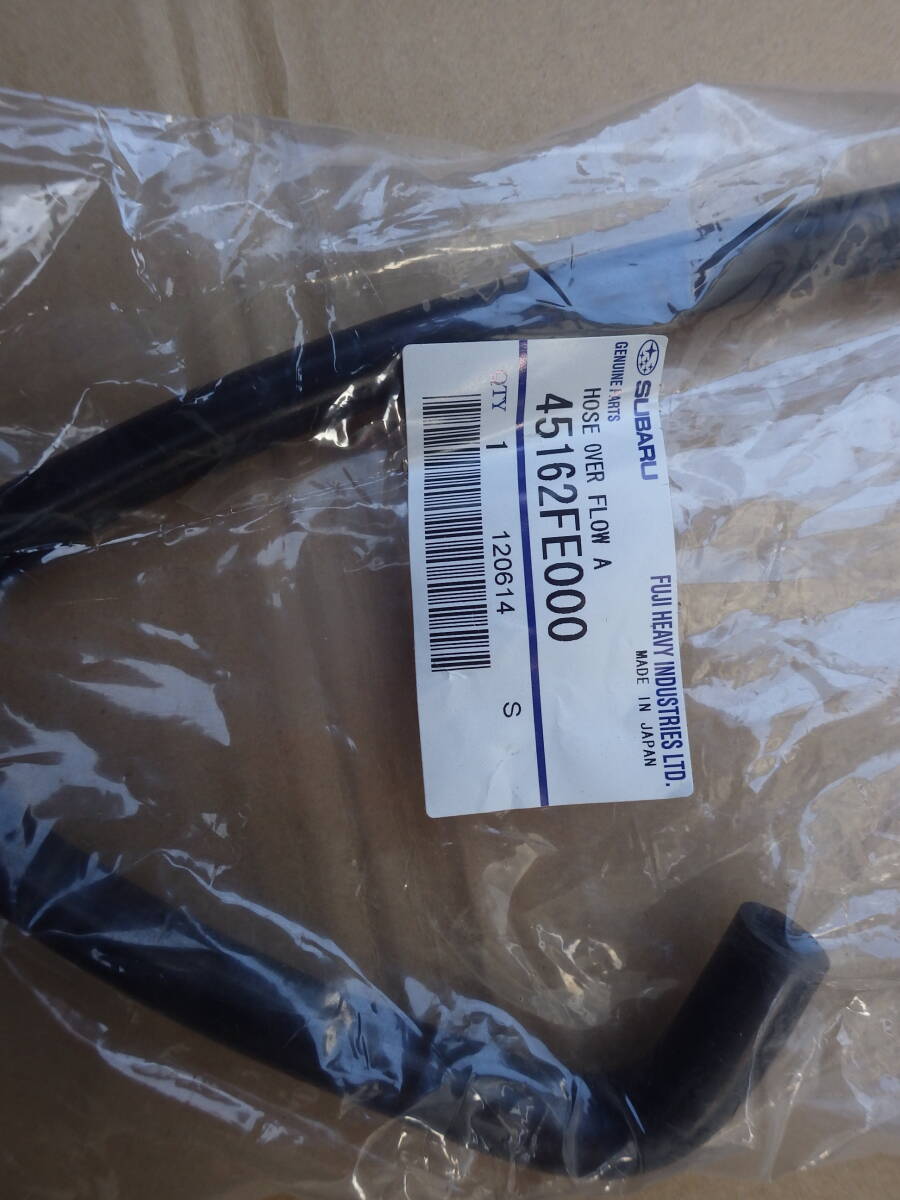 SUBARU
GENUINE PARTS
FUJI HEAVY INDUSTRIES LTD.
MADE IN JAPAN
HOSE OVER FLOW A
45162FE000
QTY 1 120614 S